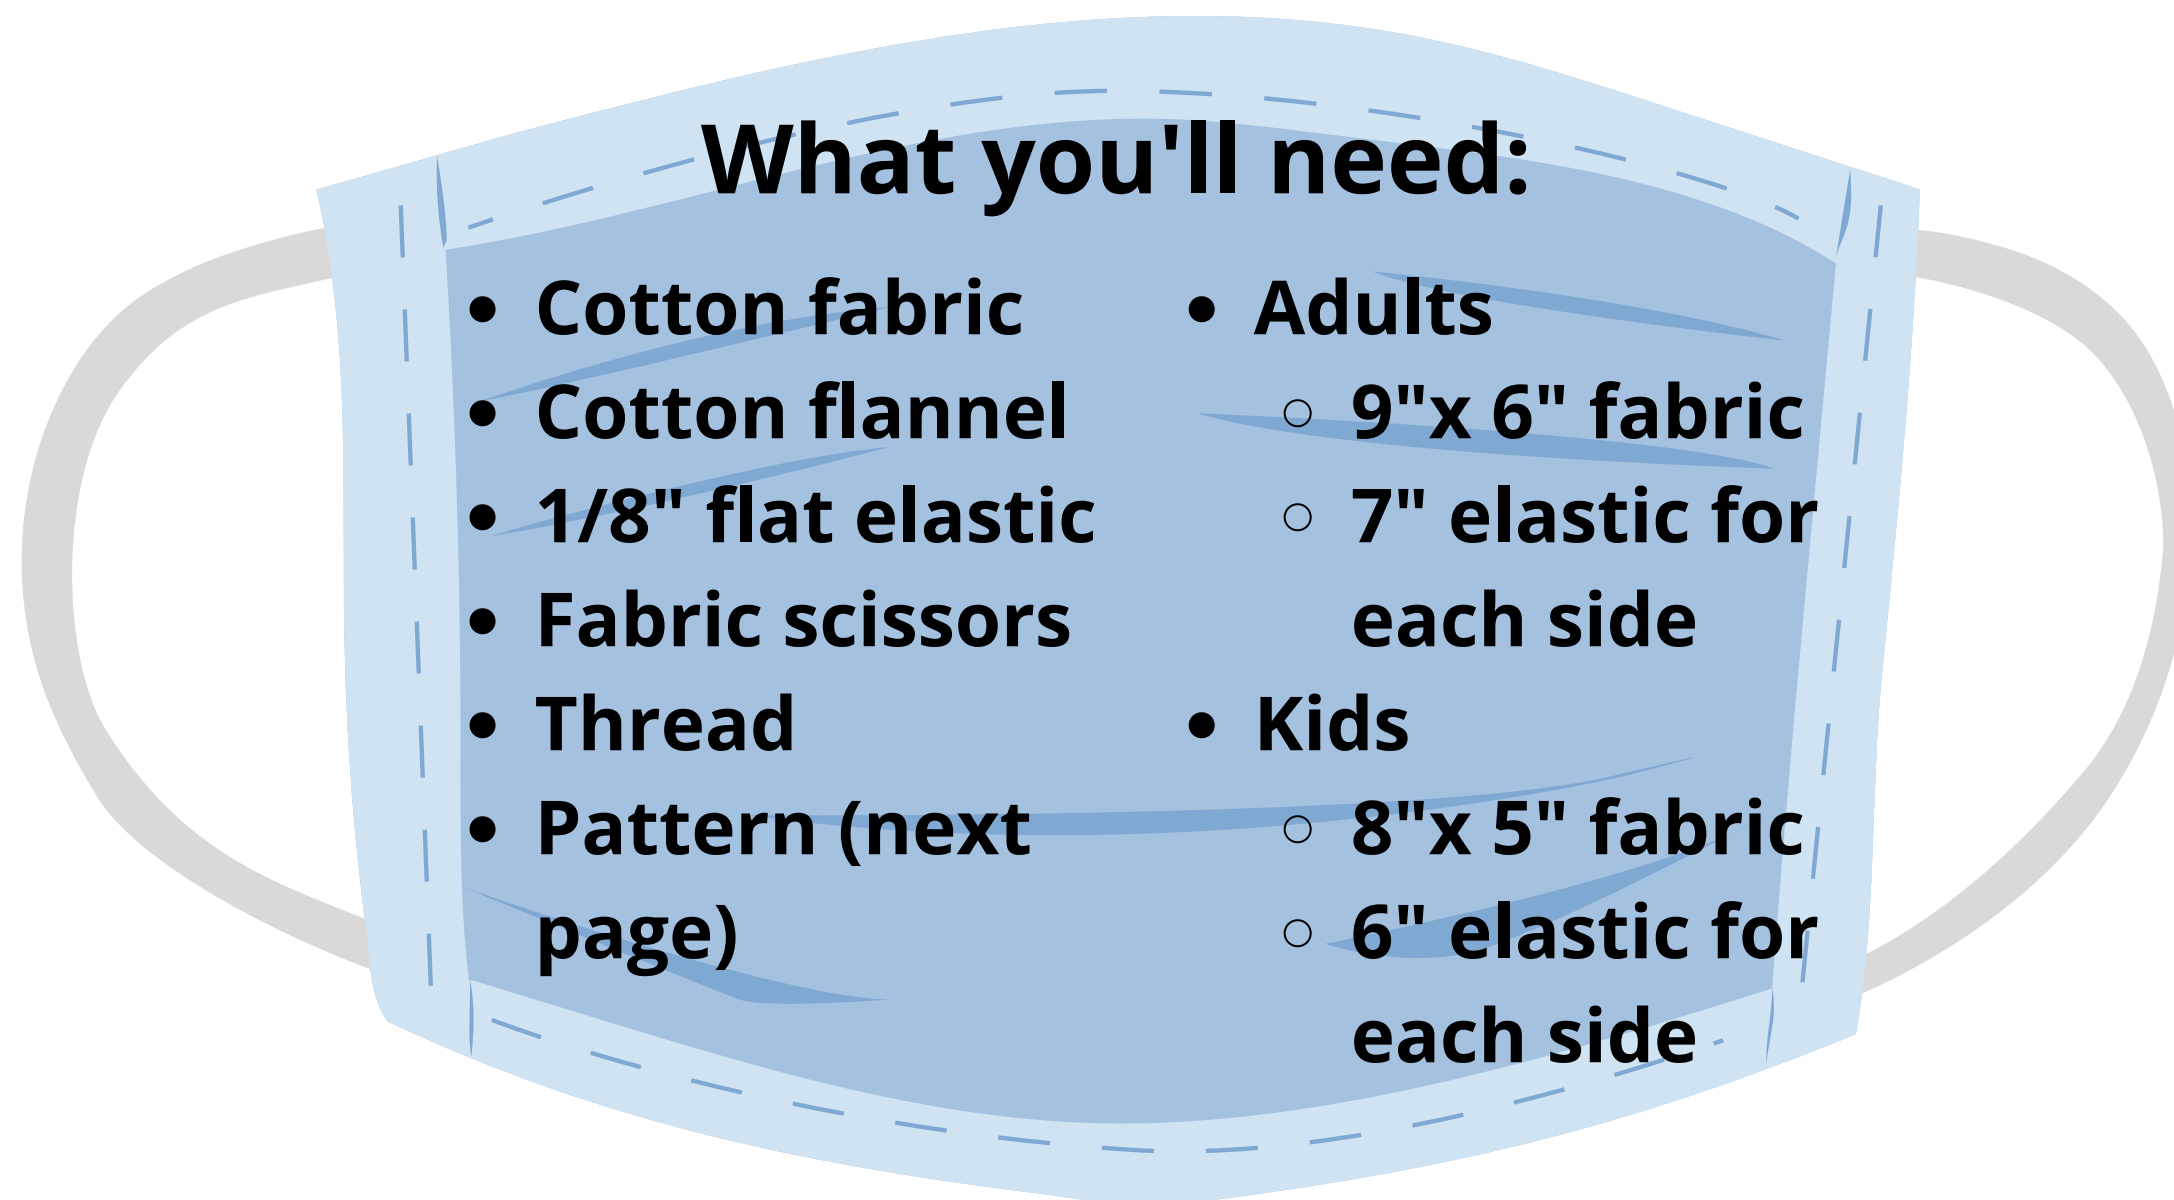 What you'll need:
• Cotton fabric
• Cotton flannel
• 1/8" flat elastic
• Fabric scissors
• Thread
• Pattern (next
page)
• Adults
○ 9"x 6" fabric
○ 7" elastic for
each side
• Kids
○ 8"x 5" fabric
○ 6" elastic for
each side